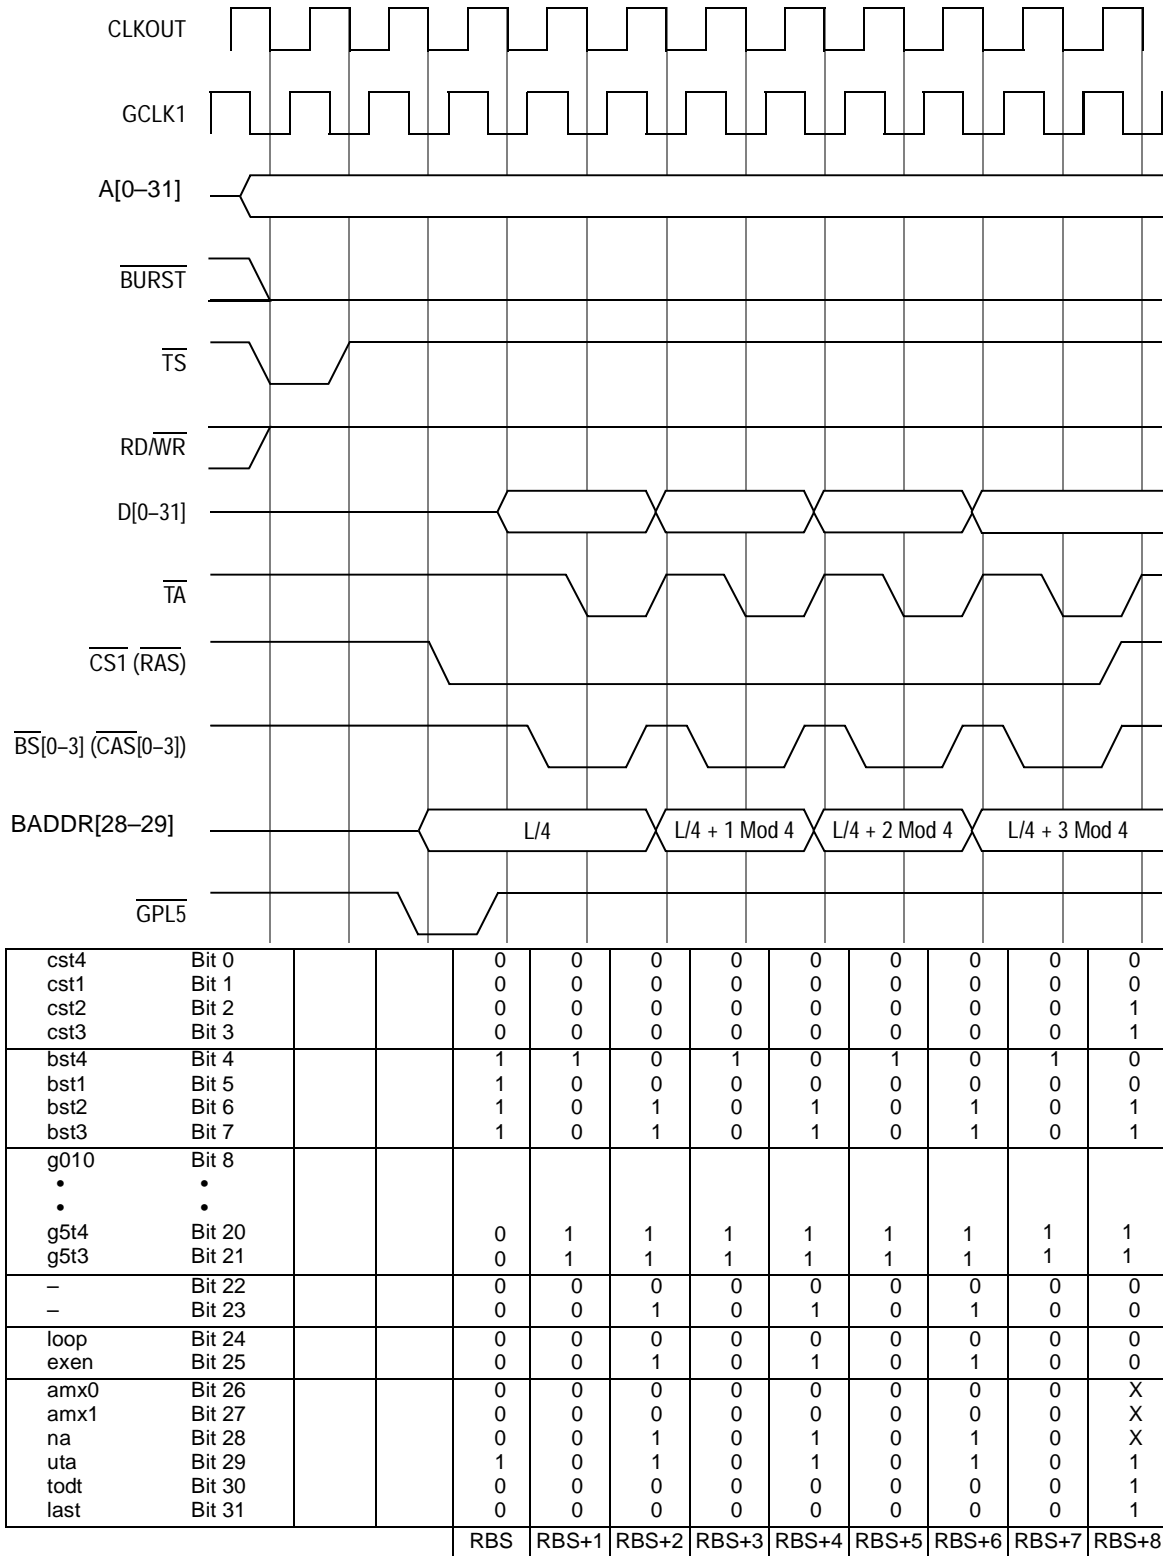 CLKOUT
GCLK1
A[0–31]
BURST
TS
RD/WR
D[0–31]
TA
CS1 (RAS)
BS[0–3] (CAS[0–3])
BADDR[28–29] L/4 L/4 + 1 Mod 4 L/4 + 2 Mod 4 L/4 + 3 Mod 4
GPL5
cst4 Bit 0 0 0 0 0 0 0 0 0 0
cst1 Bit 1 0 0 0 0 0 0 0 0 0
cst2 Bit 2 0 0 0 0 0 0 0 0 1
cst3 Bit 3 0 0 0 0 0 0 0 0 1
bst4 Bit 4 1 1 0 1 0 1 0 1 0
bst1 Bit 5 1 0 0 0 0 0 0 0 0
bst2 Bit 6 1 0 1 0 1 0 1 0 1
bst3 Bit 7 1 0 1 0 1 0 1 0 1
g010 Bit 8
• •
• •
g5t4 Bit 20 0 1 1 1 1 1 1 1 1
g5t3 Bit 21 0 1 1 1 1 1 1 1 1
– Bit 22 0 0 0 0 0 0 0 0 0
– Bit 23 0 0 1 0 1 0 1 0 0
loop Bit 24 0 0 0 0 0 0 0 0 0
exen Bit 25 0 0 1 0 1 0 1 0 0
amx0 Bit 26 0 0 0 0 0 0 0 0 X
amx1 Bit 27 0 0 0 0 0 0 0 0 X
na Bit 28 0 0 1 0 1 0 1 0 X
uta Bit 29 1 0 1 0 1 0 1 0 1
todt Bit 30 0 0 0 0 0 0 0 0 1
last Bit 31 0 0 0 0 0 0 0 0 1
RBS RBS+1 RBS+2 RBS+3 RBS+4 RBS+5 RBS+6 RBS+7 RBS+8